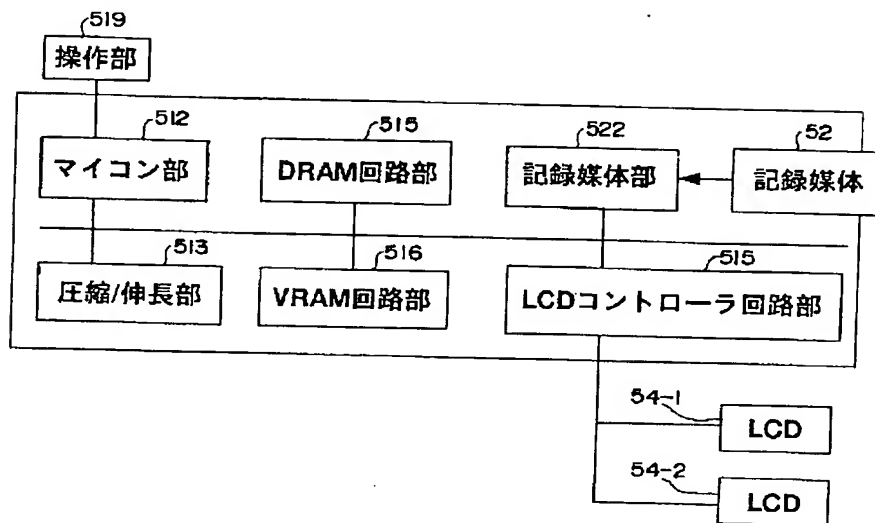 519
操作部
512
マイコン部
515
DRAM回路部
522
記録媒体部
52
記録媒体
513
圧縮/伸長部
516
VRAM回路部
515
LCDコントローラ回路部
54-1
LCD
54-2
LCD